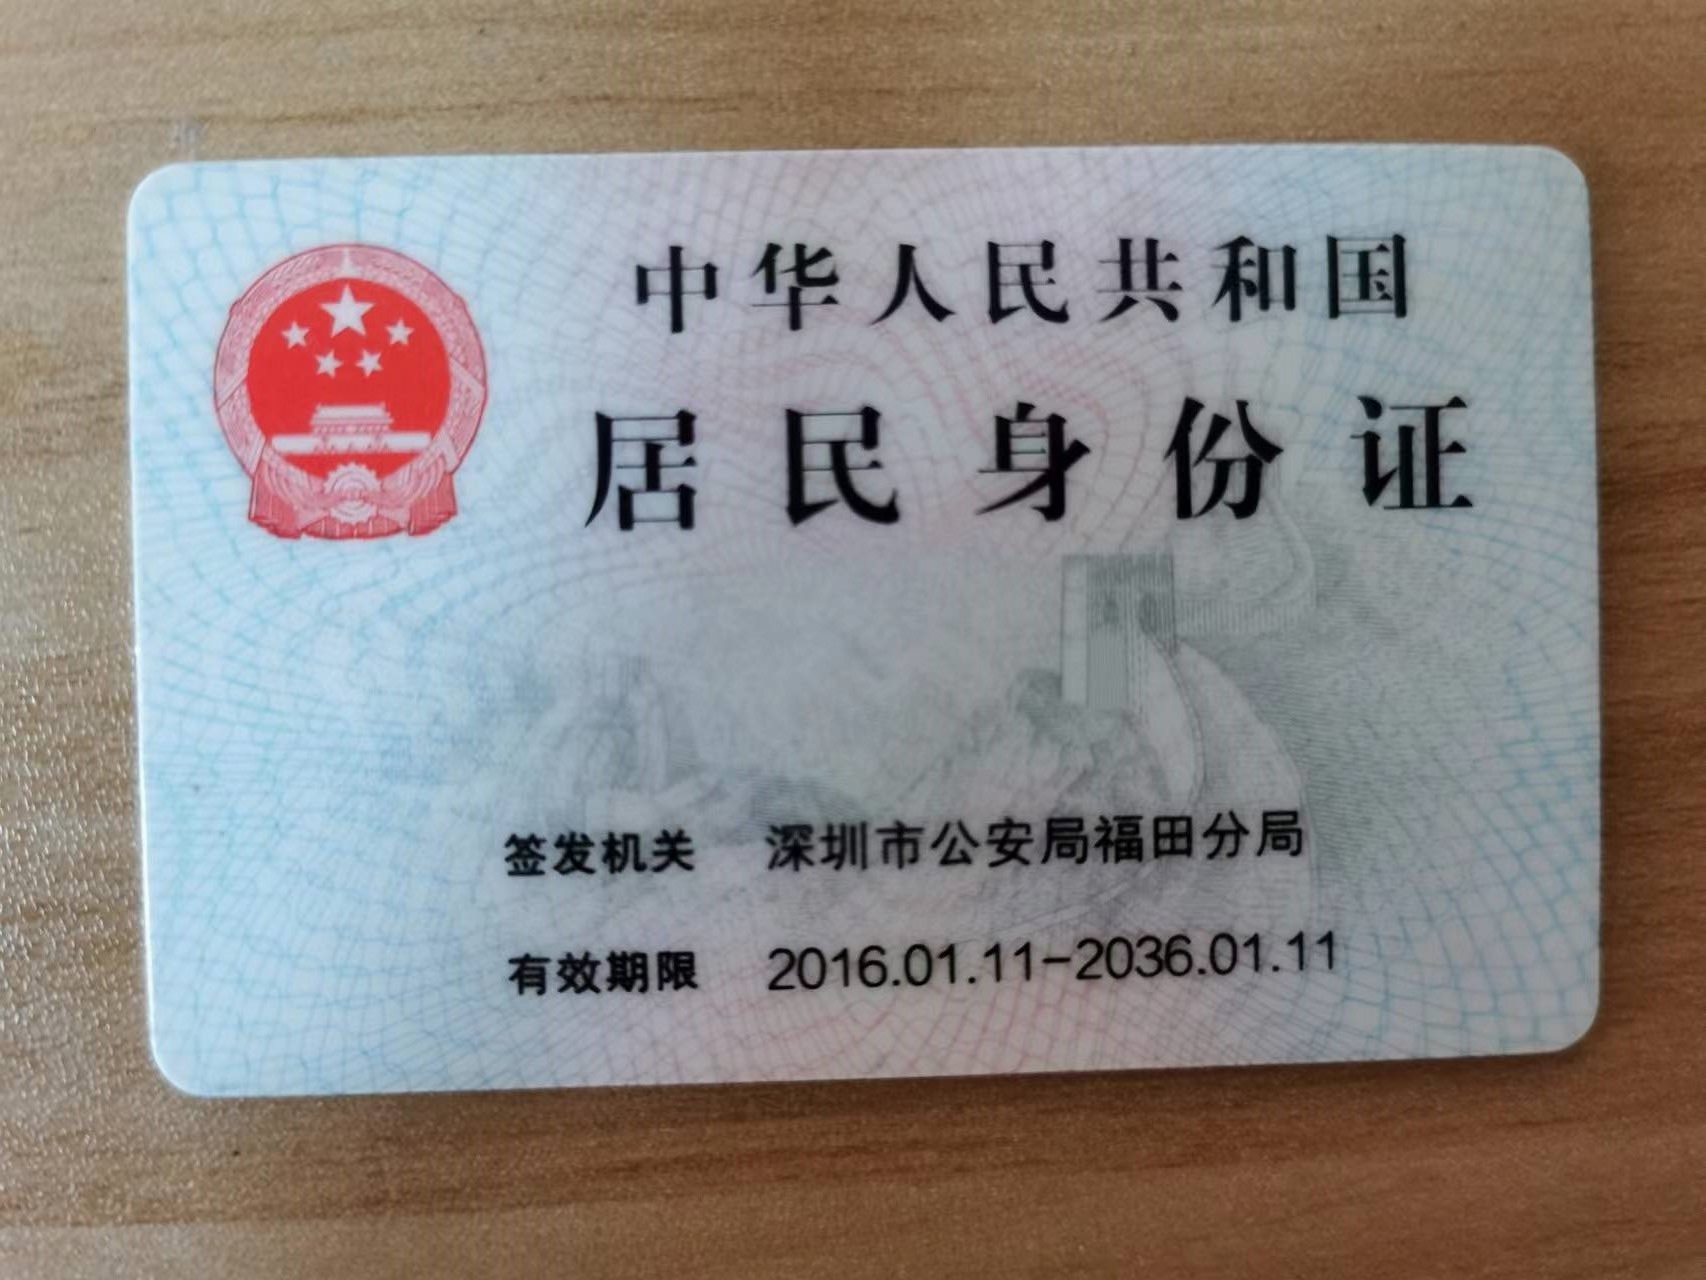 中华人民共和国
居民身份证
签发机关 深圳市公安局福田分局
有效期限 2016.01.11-2036.01.11